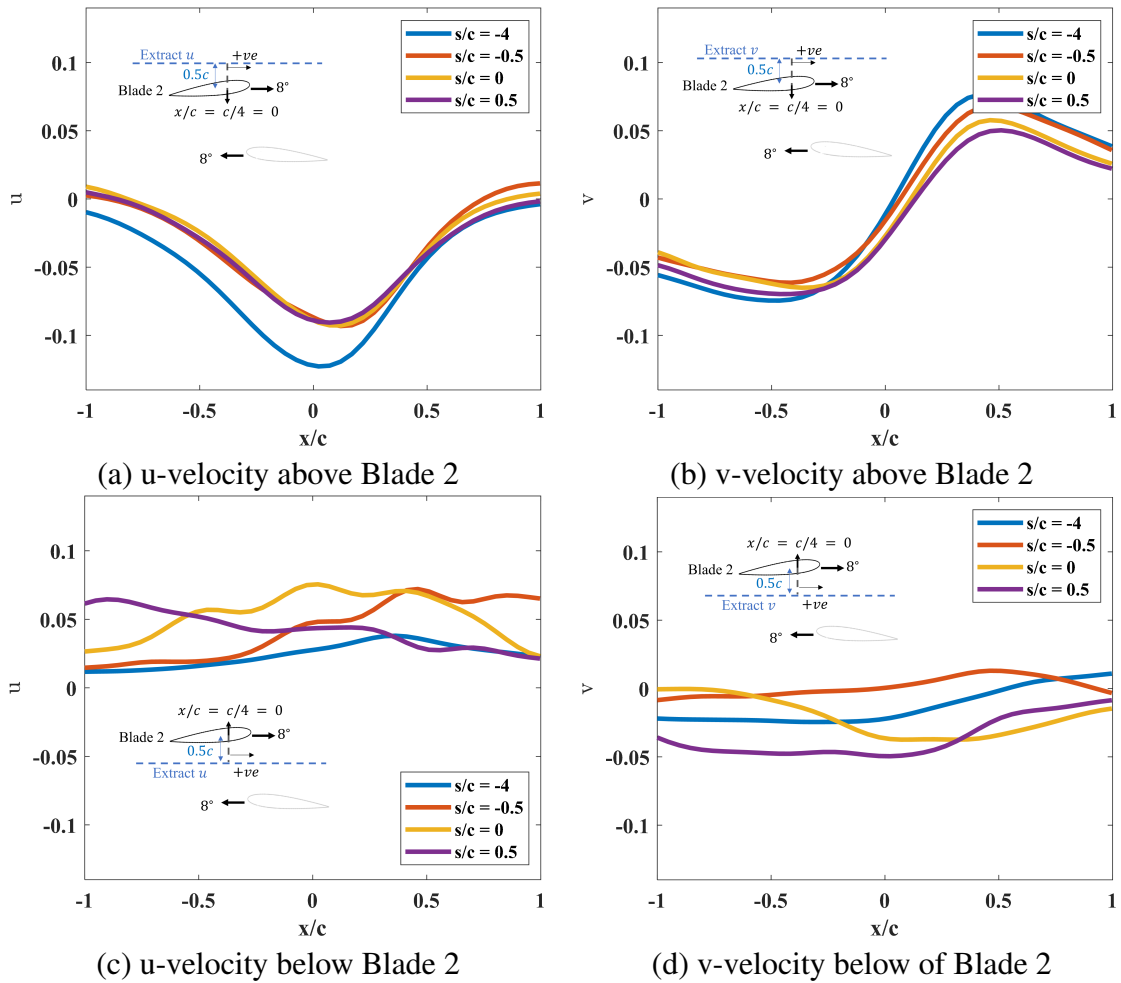 s/c = -4
s/c = -0.5
s/c = 0
s/c = 0.5
Extract u
+ve
0.5c
Blade 2
8°
x/c = c/4 = 0
8°
0.1
0.05
0
-0.05
-0.1
u
-1
-0.5
0
0.5
1
x/c
(a) u-velocity above Blade 2
s/c = -4
s/c = -0.5
s/c = 0
s/c = 0.5
Extract v
+ve
0.5c
Blade 2
8°
x/c = c/4 = 0
8°
0.1
0.05
0
-0.05
-0.1
v
-1
-0.5
0
0.5
1
x/c
(b) v-velocity above Blade 2
0.1
0.05
0
-0.05
-0.1
u
x/c = c/4 = 0
Blade 2
8°
0.5c
Extract u
+ve
8°
s/c = -4
s/c = -0.5
s/c = 0
s/c = 0.5
-1
-0.5
0
0.5
1
x/c
(c) u-velocity below Blade 2
s/c = -4
s/c = -0.5
s/c = 0
s/c = 0.5
x/c = c/4 = 0
Blade 2
8°
0.5c
Extract v
+ve
8°
0.1
0.05
0
-0.05
-0.1
v
-1
-0.5
0
0.5
1
x/c
(d) v-velocity below of Blade 2